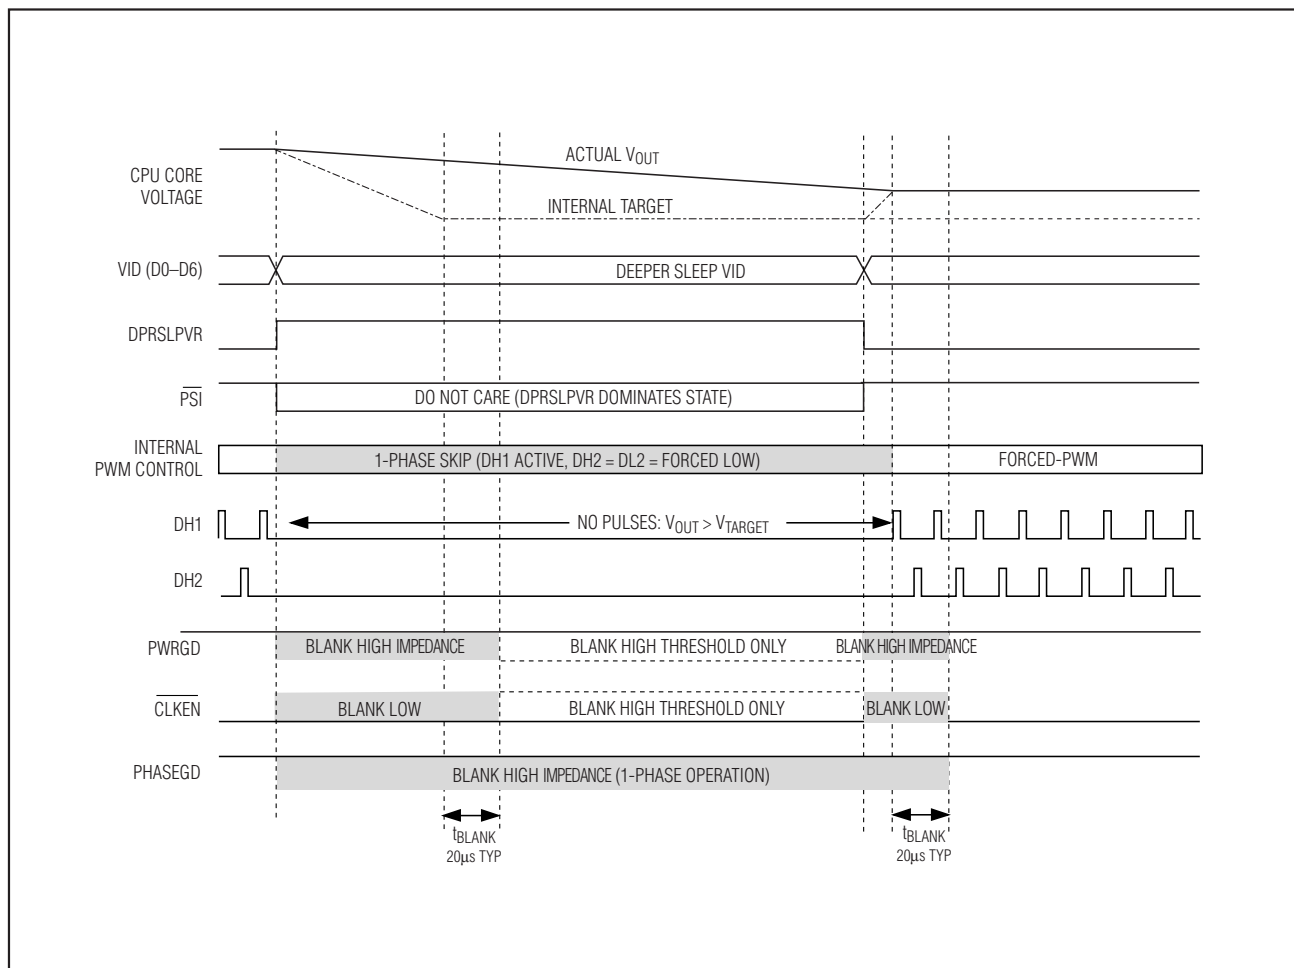 ACTUAL VOUT
CPU CORE
VOLTAGE
INTERNAL TARGET
VID (D0–D6)
DEEPER SLEEP VID
DPRSLPVR
PSI
DO NOT CARE (DPRSLPVR DOMINATES STATE)
INTERNAL
PWM CONTROL
1-PHASE SKIP (DH1 ACTIVE, DH2 = DL2 = FORCED LOW)
FORCED-PWM
DH1
NO PULSES: VOUT > VTARGET
DH2
PWRGD
BLANK HIGH IMPEDANCE
BLANK HIGH THRESHOLD ONLY
BLANK HIGH IMPEDANCE
CLKEN
BLANK LOW
BLANK HIGH THRESHOLD ONLY
BLANK LOW
PHASEGD
BLANK HIGH IMPEDANCE (1-PHASE OPERATION)
tBLANK
20µs TYP
tBLANK
20µs TYP